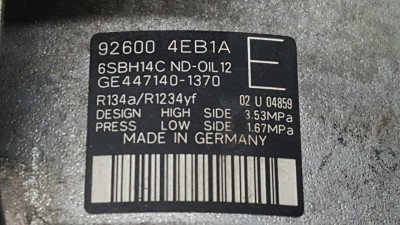 92600 4EB1A E
6SBH14C ND-OIL12
GE447140-1370
R134a/R1234yf 02 U 04859
DESIGN HIGH SIDE 3.53MPa
PRESS LOW SIDE 1.67MPa
MADE IN GERMANY